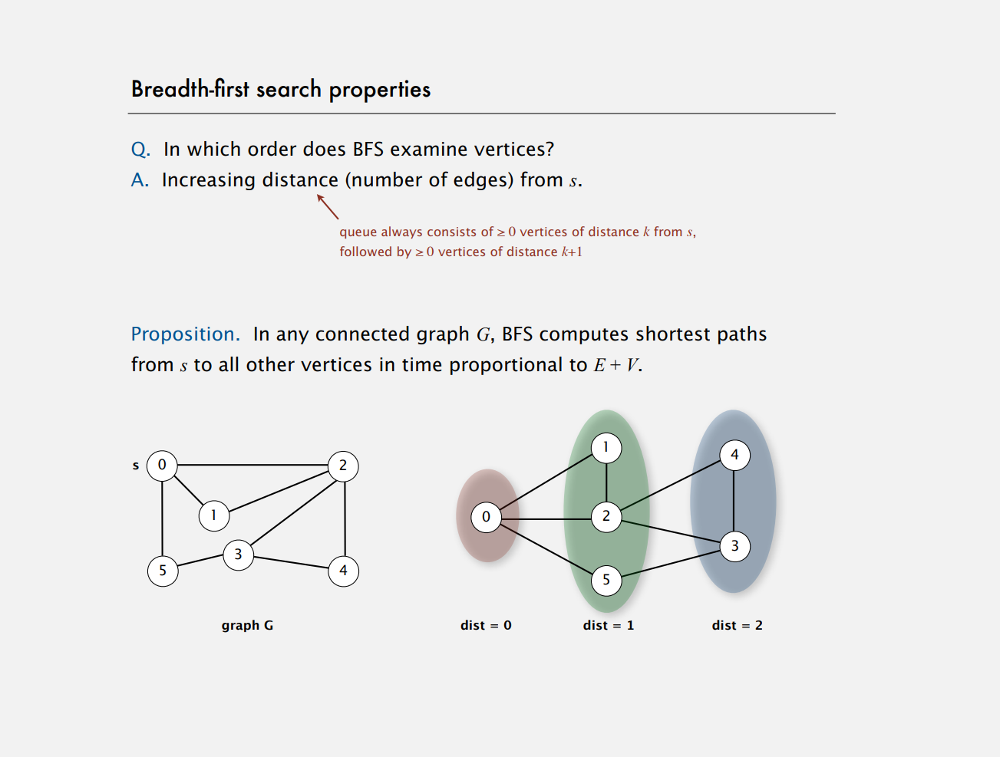 Breadth-first search properties
Q. In which order does BFS examine vertices?
A. Increasing distance (number of edges) from s.
queue always consists of ≥ 0 vertices of distance k from s,
followed by ≥ 0 vertices of distance k+1
Proposition. In any connected graph G, BFS computes shortest paths
from s to all other vertices in time proportional to E + V.
s 0 2
1
3
5 4
graph G
1
4
0 2
3
5
dist = 0 dist = 1 dist = 2